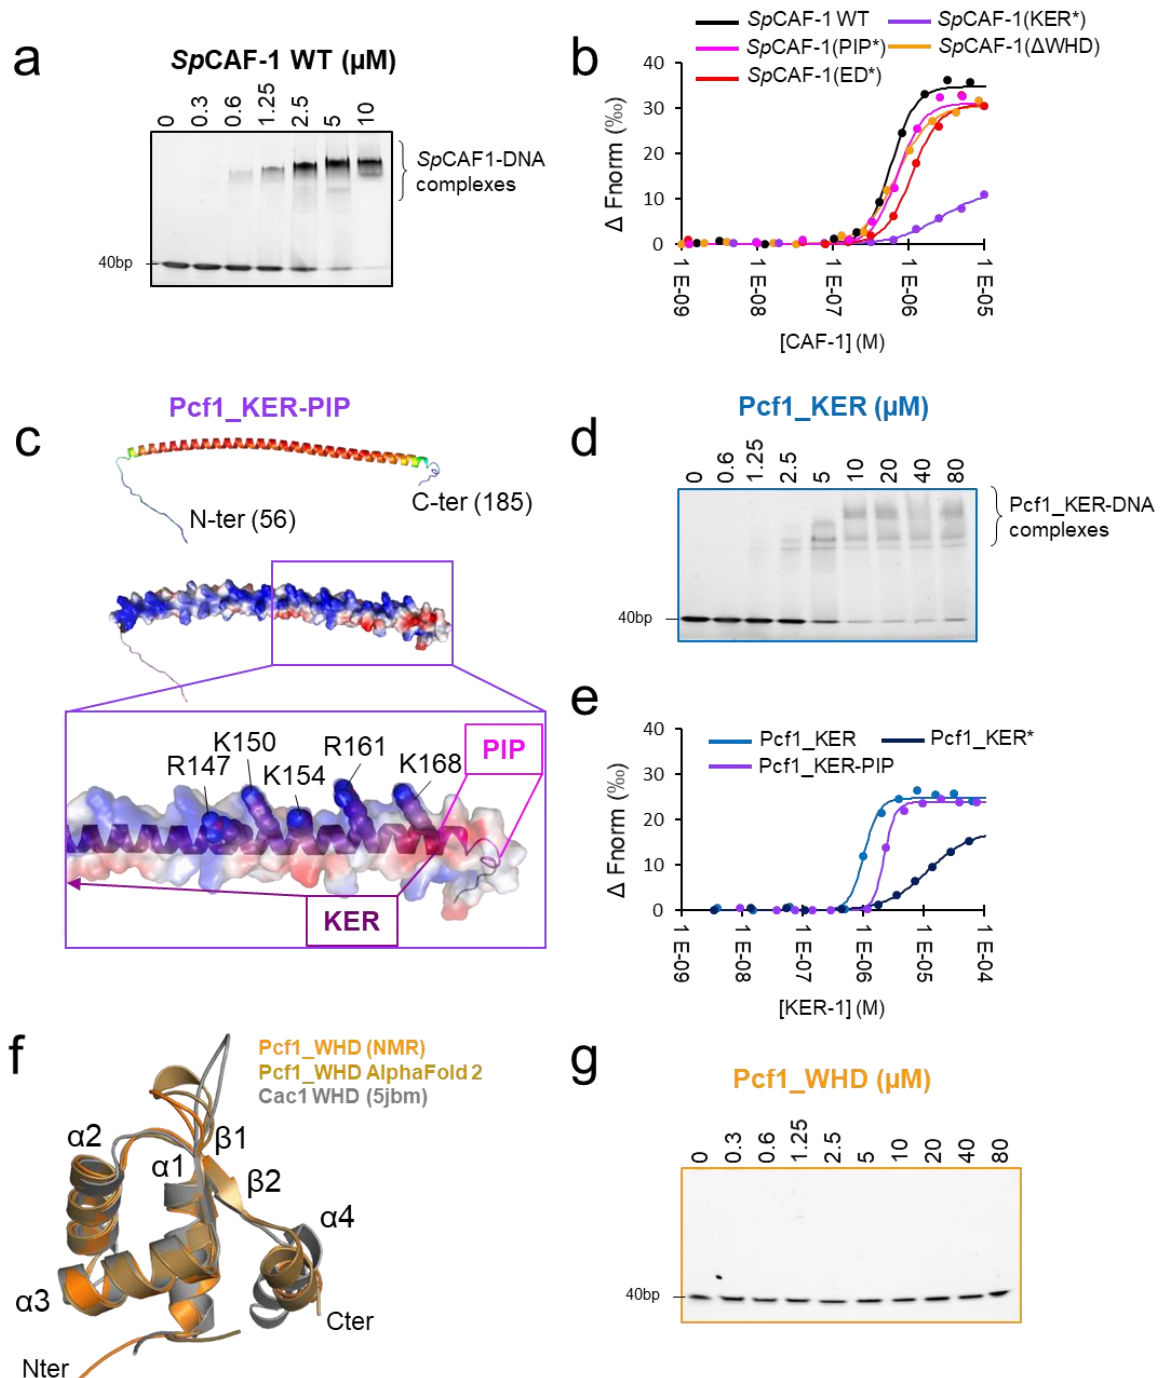 a
SpCAF-1 WT (µM)
0 0.3 0.6 1.25 2.5 5 10
SpCAF1-DNA
complexes
40bp
b
SpCAF-1 WT
SpCAF-1(KER*)
SpCAF-1(PIP*)
SpCAF-1(ΔWHD)
SpCAF-1(ED*)
Δ Fnorm (‰)
40
30
20
10
0
1 E-09 1 E-08 1 E-07 1 E-06 1 E-05
[CAF-1] (M)
c
Pcf1_KER-PIP
N-ter (56)
C-ter (185)
R147
K150
K154
R161
K168
PIP
KER
d
Pcf1_KER (µM)
0 0.6 1.25 2.5 5 10 20 40 80
Pcf1_KER-DNA
complexes
40bp
e
Pcf1_KER
Pcf1_KER*
Pcf1_KER-PIP
Δ Fnorm (‰)
40
30
20
10
0
1 E-09 1 E-08 1 E-07 1 E-06 1 E-05 1 E-04
[KER-1] (M)
f
Pcf1_WHD (NMR)
Pcf1_WHD AlphaFold 2
Cac1 WHD (5jbm)
α2
α1
β1
β2
α4
α3
Cter
Nter
g
Pcf1_WHD (µM)
0 0.3 0.6 1.25 2.5 5 10 20 40 80
40bp